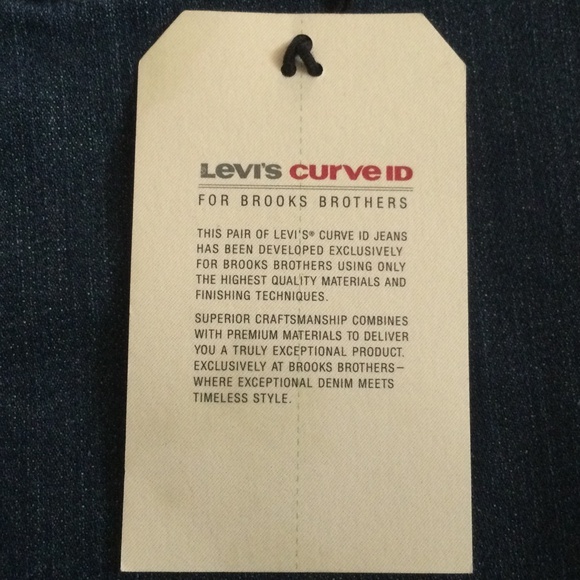 Levi's curve ID
FOR BROOKS BROTHERS
THIS PAIR OF LEVI'S® CURVE ID JEANS
HAS BEEN DEVELOPED EXCLUSIVELY
FOR BROOKS BROTHERS USING ONLY
THE HIGHEST QUALITY MATERIALS AND
FINISHING TECHNIQUES.
SUPERIOR CRAFTSMANSHIP COMBINES
WITH PREMIUM MATERIALS TO DELIVER
YOU A TRULY EXCEPTIONAL PRODUCT.
EXCLUSIVELY AT BROOKS BROTHERS—
WHERE EXCEPTIONAL DENIM MEETS
TIMELESS STYLE.